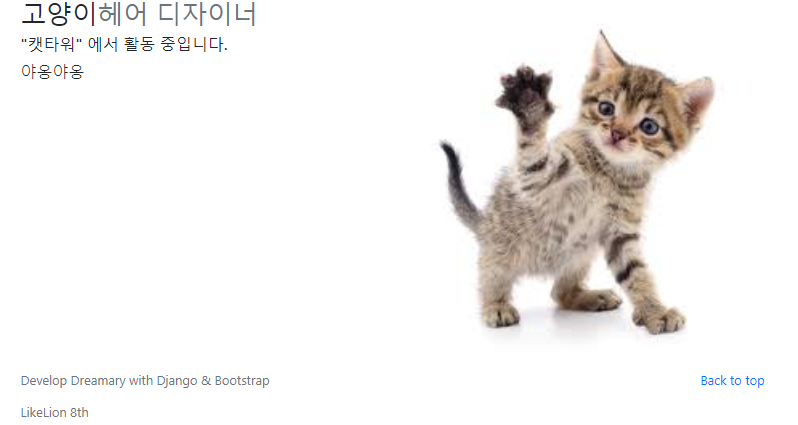 고양이헤어 디자이너
"캣타워" 에서 활동 중입니다.
야옹야옹
Develop Dreamary with Django & Bootstrap
Back to top
LikeLion 8th